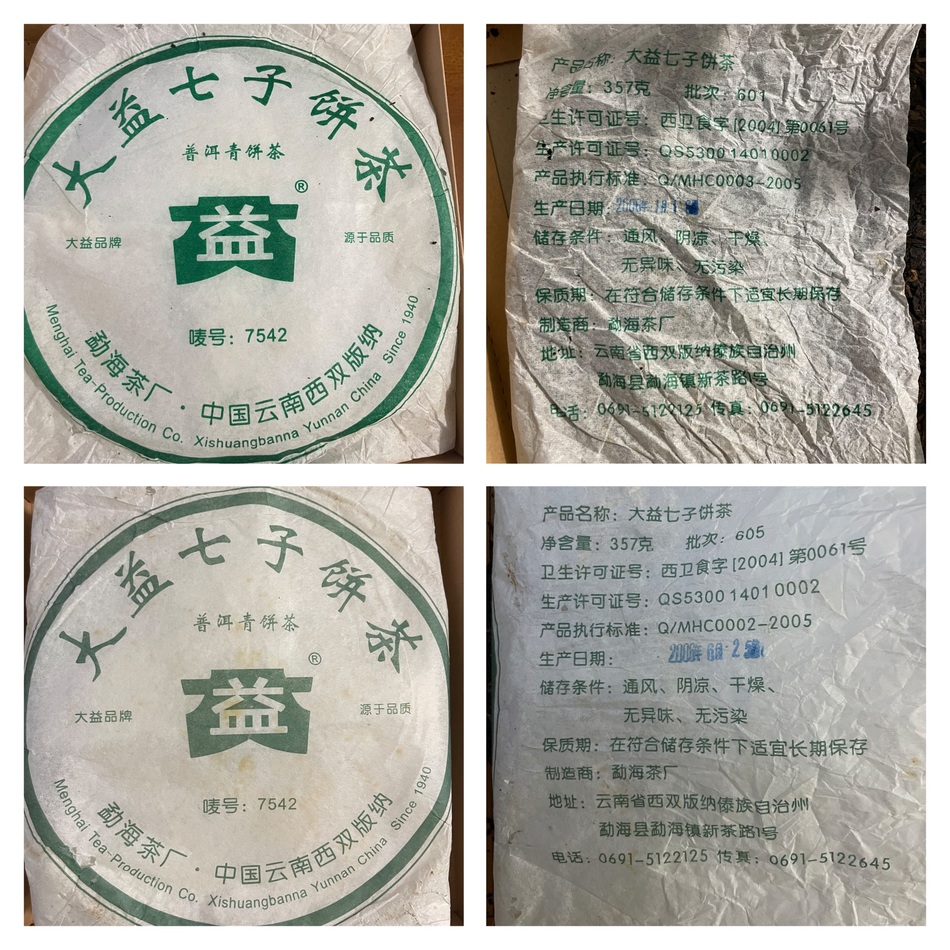 大益七子饼茶
普洱青饼茶
®
益
大益品牌
源于品质
唛号：7542
勐海茶厂·中国云南西双版纳
Menghai Tea-Production Co. Xishuangbanna Yunnan China Since 1940
产品名称：大益七子饼茶
净含量：357克 批次：601
卫生许可证号：西卫食字[2004]第0061号
生产许可证号：QS530014010002
产品执行标准：Q/MHC0003-2005
生产日期：
储存条件：通风、阴凉、干燥、
无异味、无污染
保质期：在符合储存条件下适宜长期保存
制造商：勐海茶厂
地址：云南省西双版纳傣族自治州
勐海县勐海镇新茶路1号
电话：0691-5122125 传真：0691-5122645
大益七子饼茶
普洱青饼茶
®
益
大益品牌
源于品质
唛号：7542
勐海茶厂·中国云南西双版纳
Menghai Tea-Production Co. Xishuangbanna Yunnan China Since 1940
产品名称：大益七子饼茶
净含量：357克 批次：605
卫生许可证号：西卫食字[2004]第0061号
生产许可证号：QS530014010002
产品执行标准：Q/MHC0002-2005
生产日期：
储存条件：通风、阴凉、干燥、
无异味、无污染
保质期：在符合储存条件下适宜长期保存
制造商：勐海茶厂
地址：云南省西双版纳傣族自治州
勐海县勐海镇新茶路1号
电话：0691-5122125 传真：0691-5122645